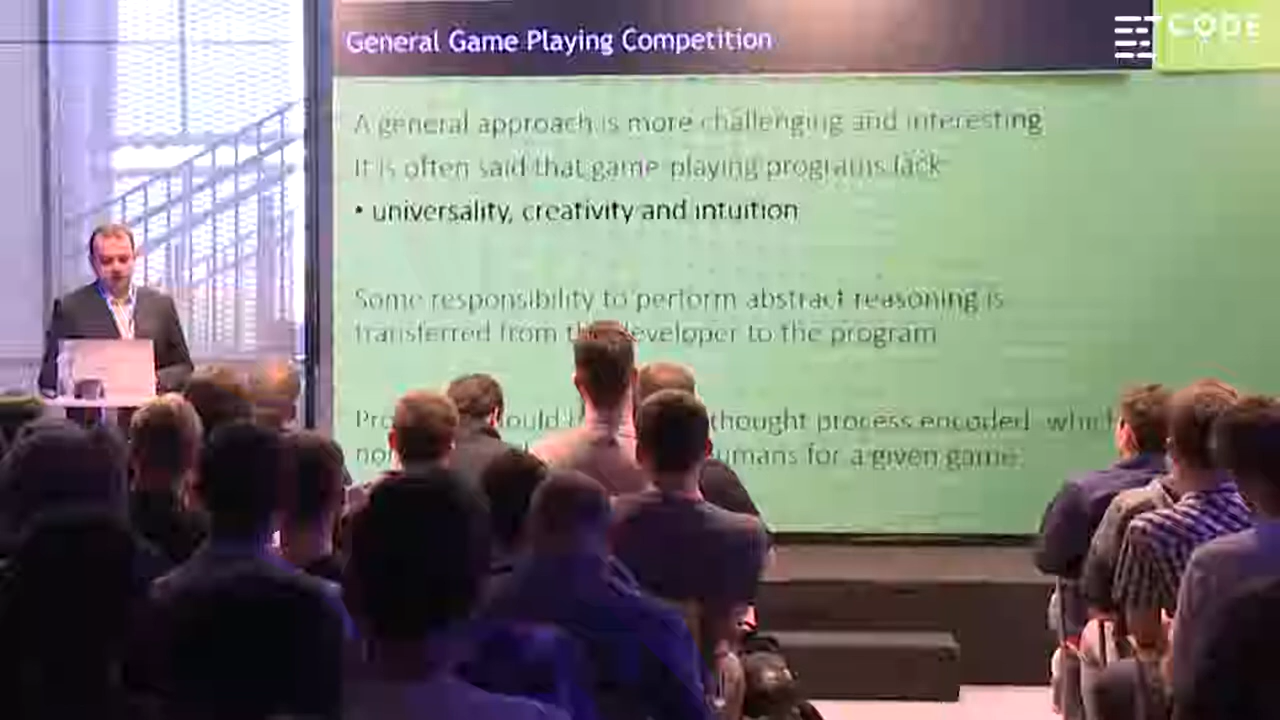 General Game Playing Competition
CODE
A general approach is more challenging and interesting
It is often said that game playing programs lack
• universality, creativity and intuition
Some responsibility to perform abstract reasoning is
transferred from the developer to the program
thought process encoded which
for a given game